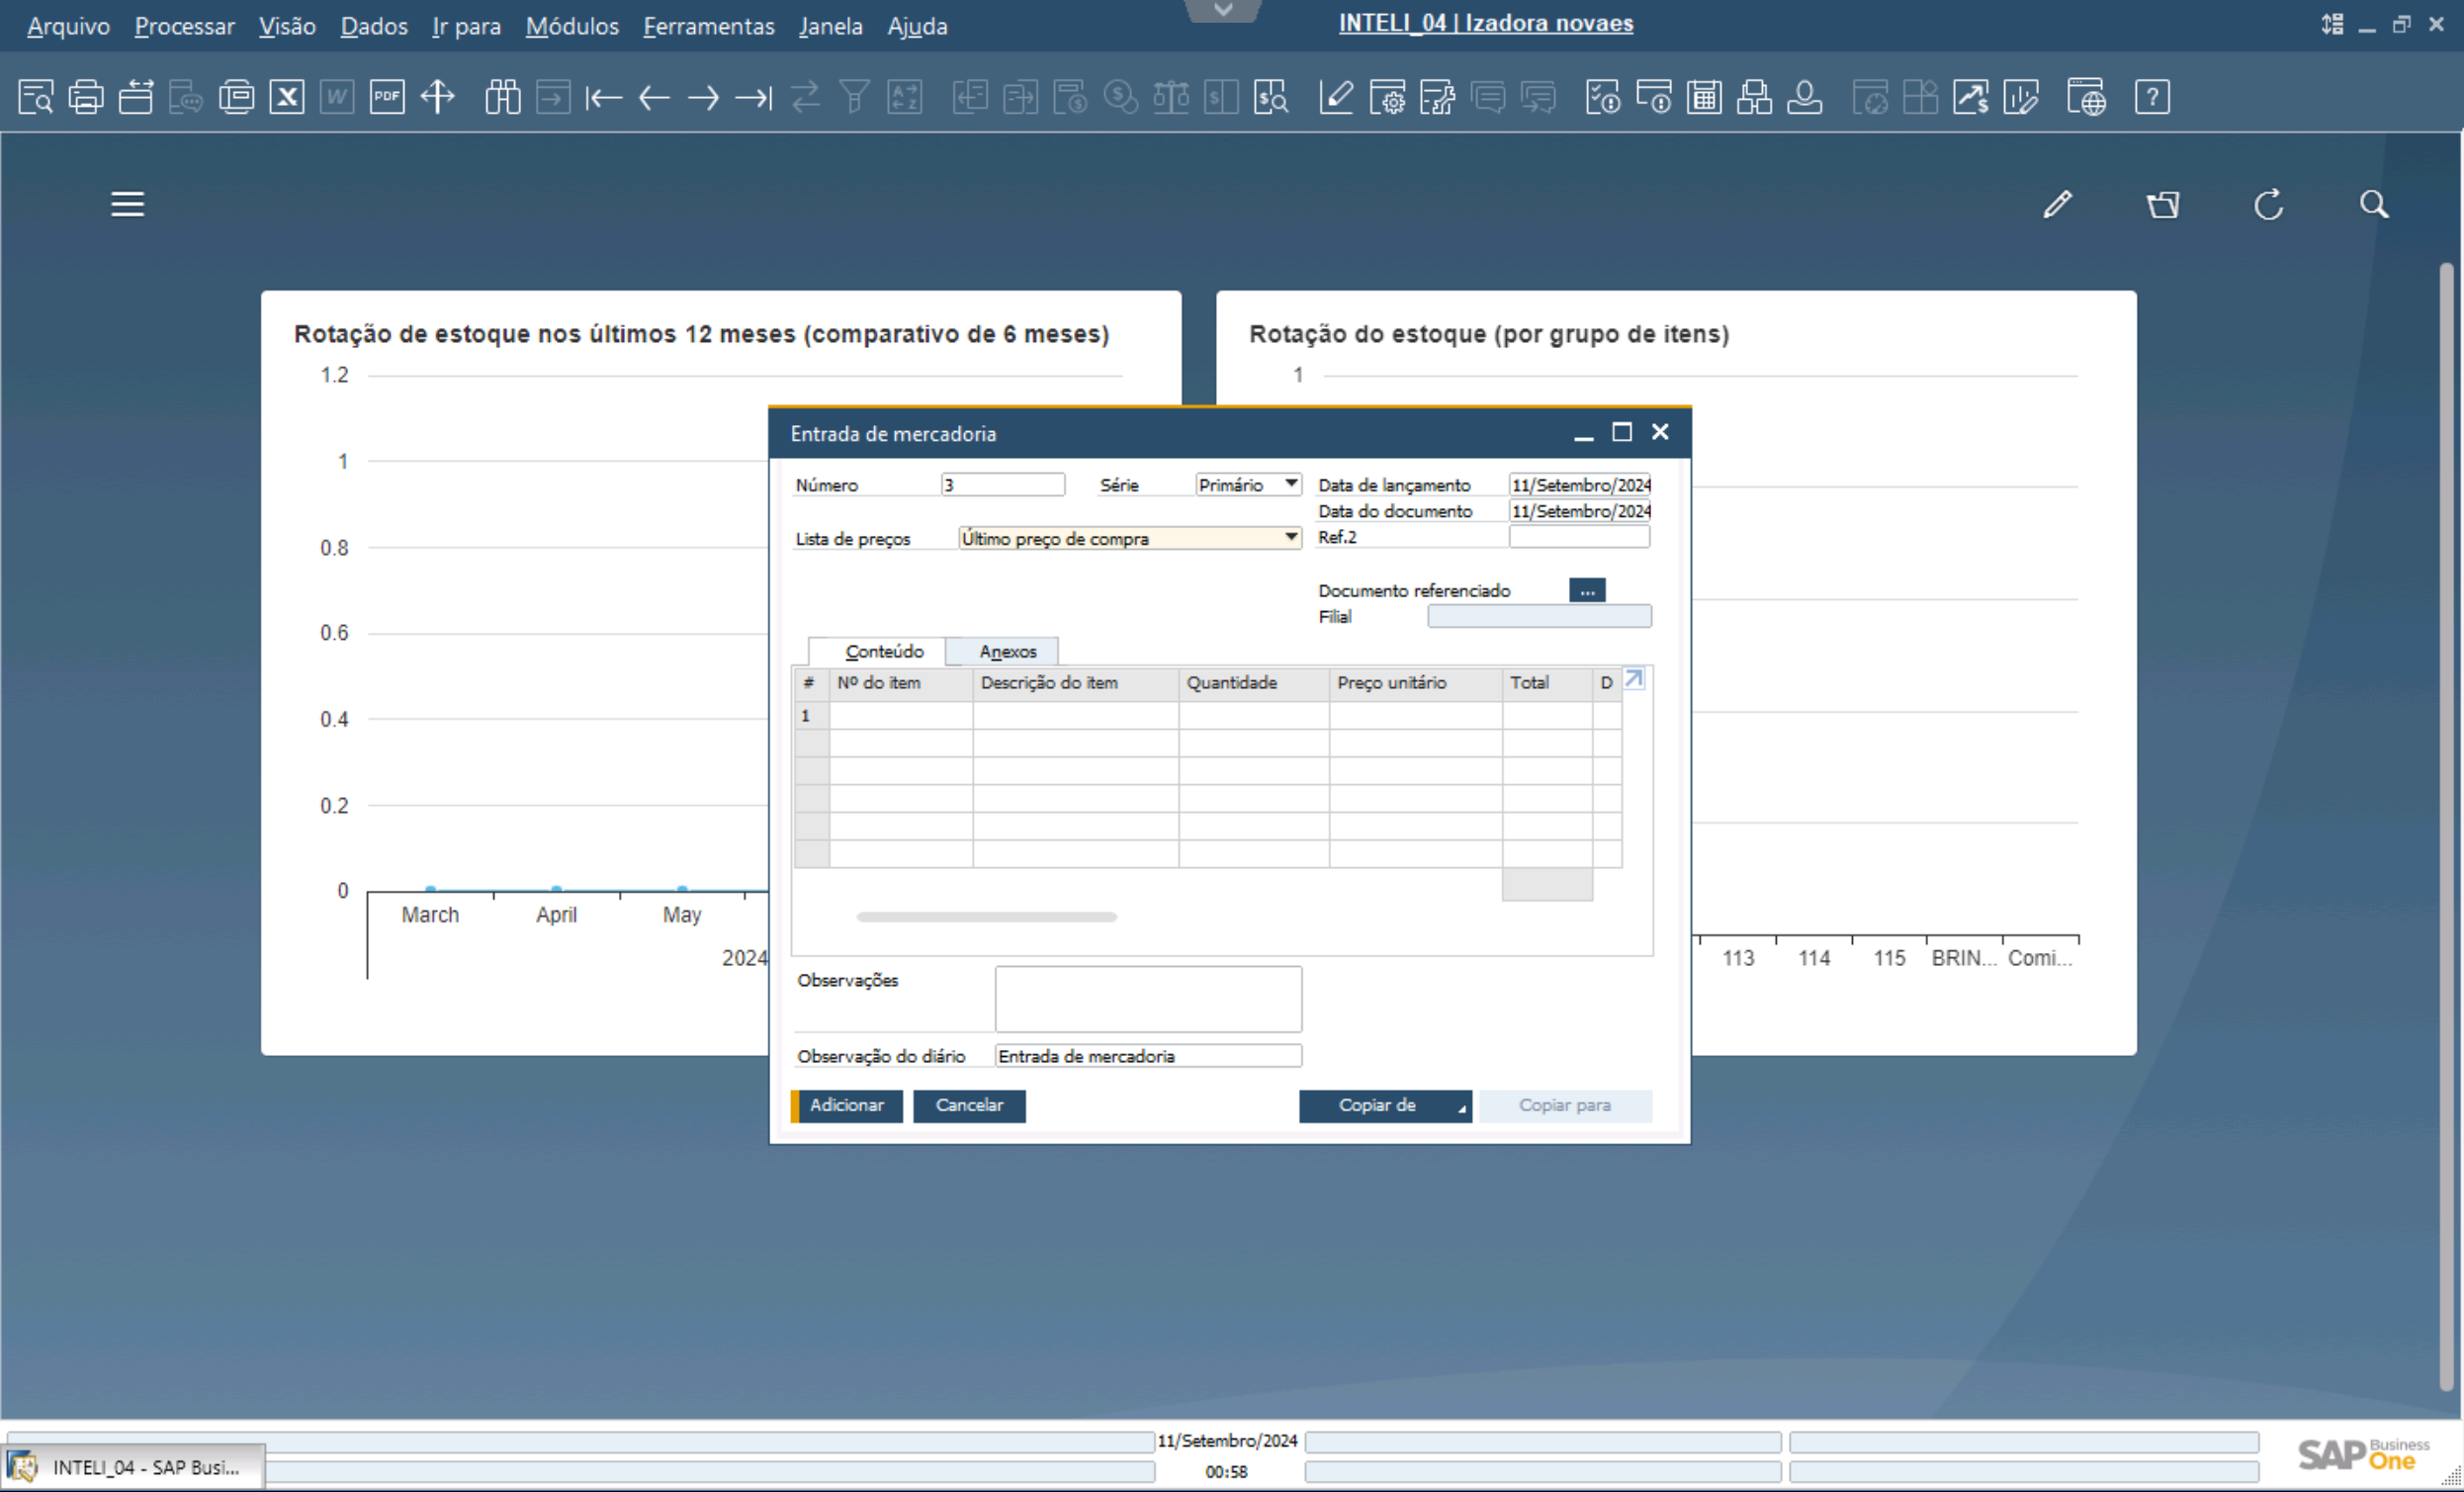 Arquivo Processar Visão Dados Ir para Módulos Ferramentas Janela Ajuda
INTELI_04 | Izadora novaes
X W PDF
A Z
?
Rotação de estoque nos últimos 12 meses (comparativo de 6 meses)
1.2
1
0.8
0.6
0.4
0.2
0
March April May
2024
Rotação do estoque (por grupo de itens)
1
113 114 115 BRIN... Comi...
Entrada de mercadoria
Número 3 Série Primário Data de lançamento 11/Setembro/2024
Data do documento 11/Setembro/2024
Lista de preços Último preço de compra Ref.2
Documento referenciado ...
Filial
Conteúdo Anexos
# Nº do item Descrição do item Quantidade Preço unitário Total D
1
Observações
Observação do diário Entrada de mercadoria
Adicionar Cancelar Copiar de Copiar para
11/Setembro/2024
00:58
INTELI_04 - SAP Busi...
SAP Business One